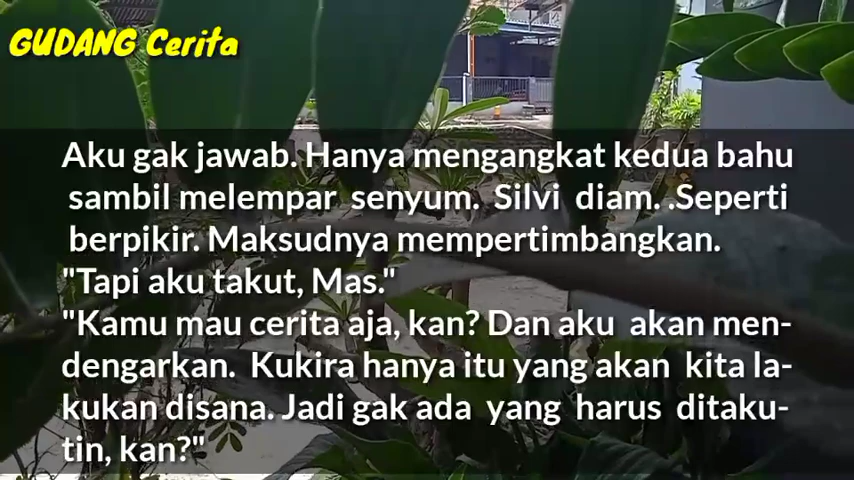 GUDANG Cerita
Aku gak jawab. Hanya mengangkat kedua bahu
sambil melempar senyum. Silvi diam. .Seperti
berpikir. Maksudnya mempertimbangkan.
"Tapi aku takut, Mas."
"Kamu mau cerita aja, kan? Dan aku akan men-
dengarkan. Kukira hanya itu yang akan kita la-
kukan disana. Jadi gak ada yang harus ditaku-
tin, kan?"